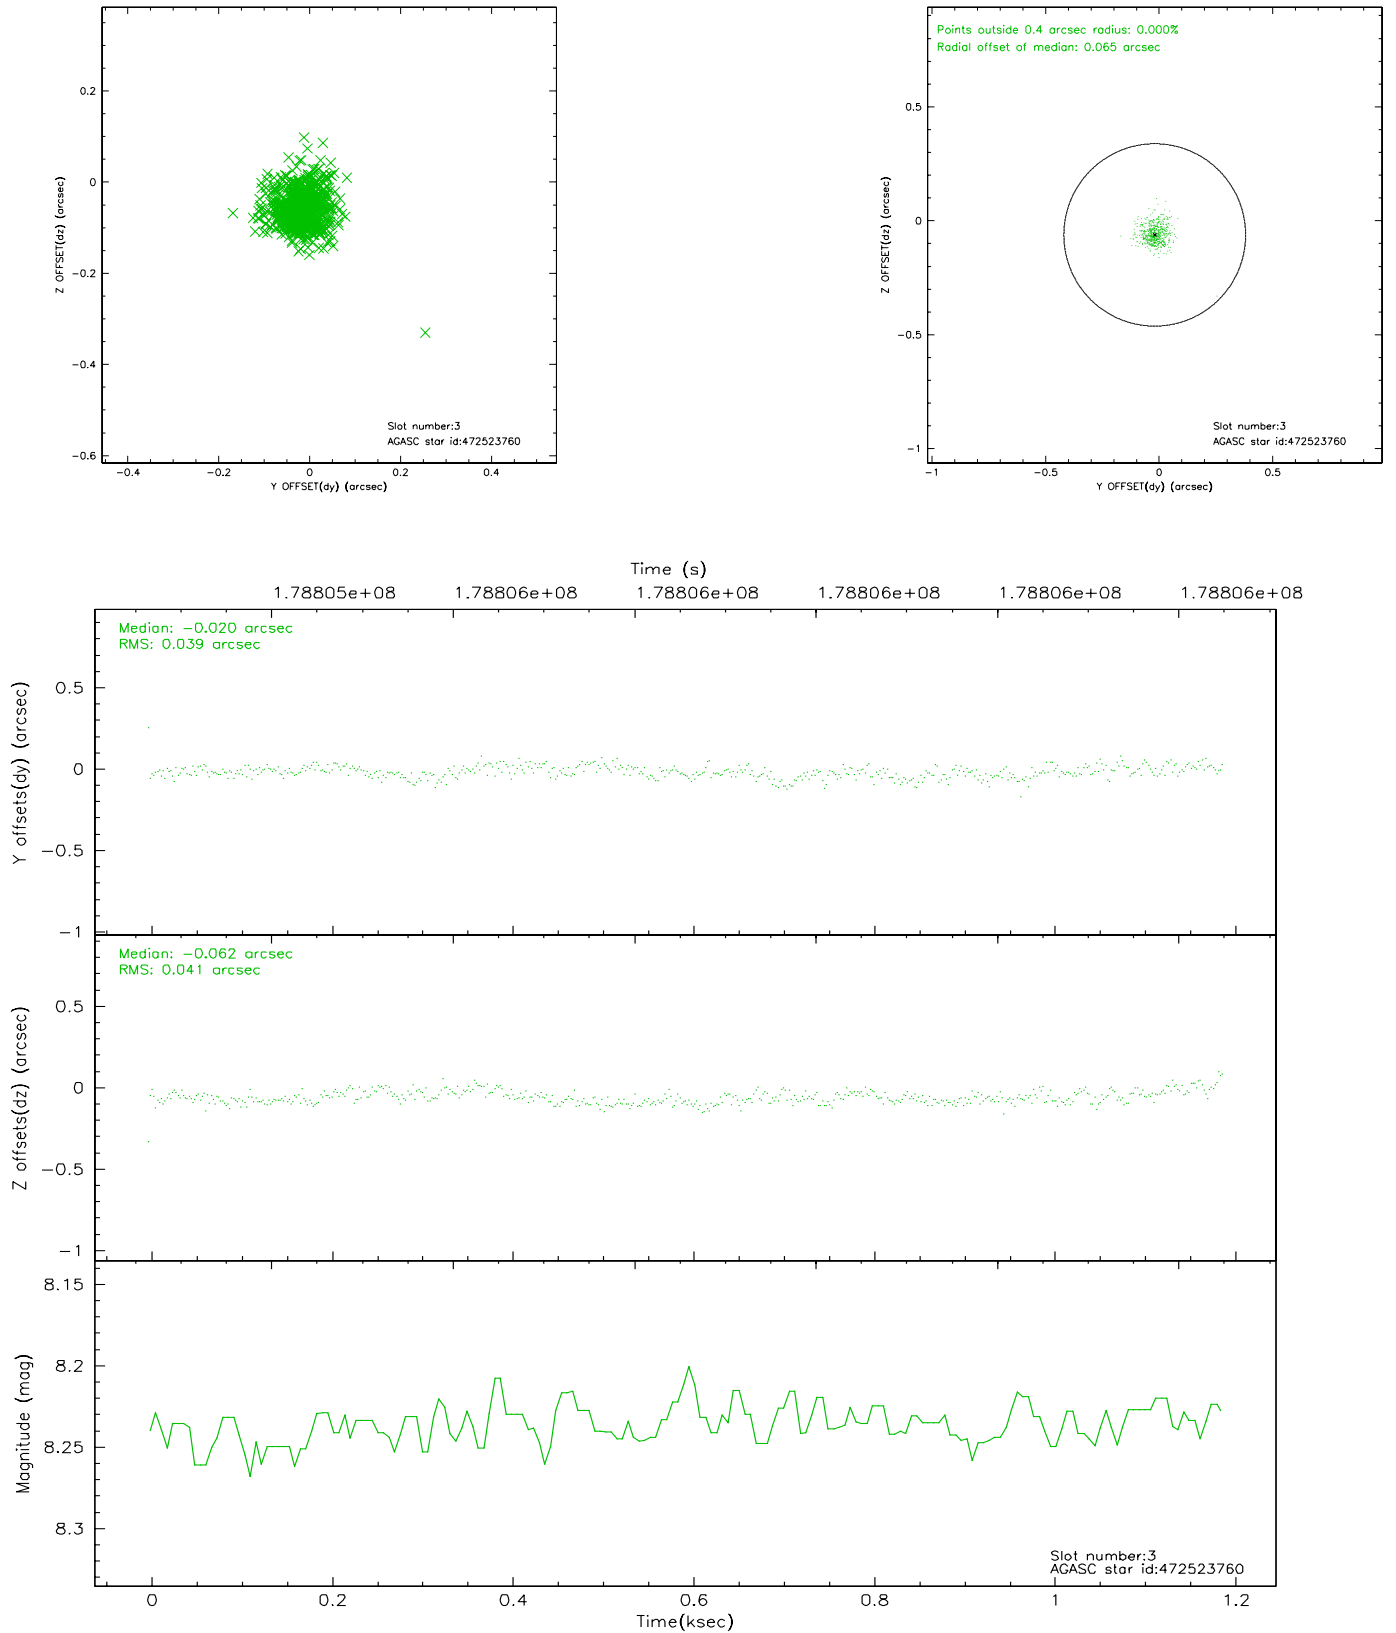 0.2
0
−0.2
−0.4
−0.6
Z OFFSET(dz) (arcsec)
−0.4
−0.2
0
0.2
0.4
Y OFFSET(dy) (arcsec)
Slot number:3
AGASC star id:472523760
Points outside 0.4 arcsec radius: 0.000%
Radial offset of median: 0.065 arcsec
0.5
0
−0.5
−1
Z OFFSET(dz) (arcsec)
−1
−0.5
0
0.5
Y OFFSET(dy) (arcsec)
Slot number:3
AGASC star id:472523760
Time (s)
1.78805e+08
1.78806e+08
1.78806e+08
1.78806e+08
1.78806e+08
1.78806e+08
Median: −0.020 arcsec
RMS: 0.039 arcsec
0.5
0
−0.5
−1
Y offsets(dy) (arcsec)
Median: −0.062 arcsec
RMS: 0.041 arcsec
0.5
0
−0.5
−1
Z offsets(dz) (arcsec)
8.15
8.2
8.25
8.3
Magnitude (mag)
Slot number:3
AGASC star id:472523760
0
0.2
0.4
0.6
0.8
1
1.2
Time(ksec)